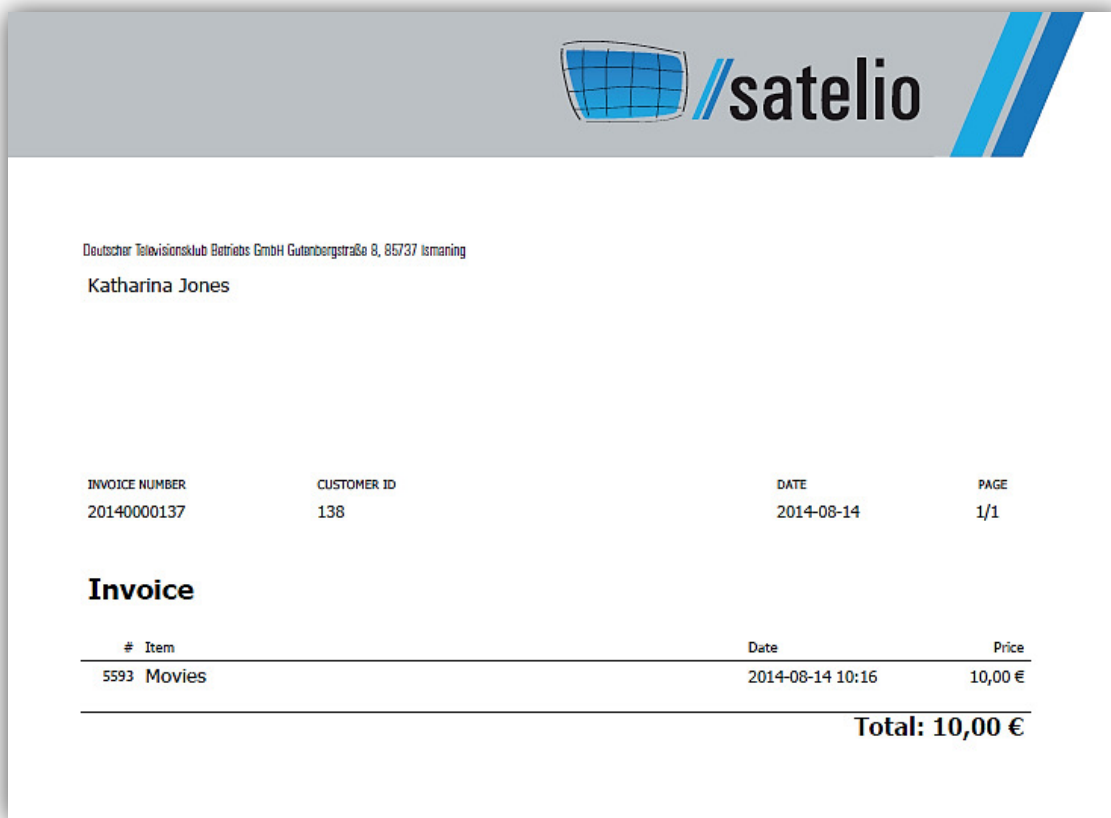 //satelio
Deutscher Televisionsklub Betriebs GmbH Gutenbergstraße 8, 85737 Ismaning
Katharina Jones
INVOICE NUMBER CUSTOMER ID DATE PAGE
20140000137 138 2014-08-14 1/1
Invoice
# Item Date Price
5593 Movies 2014-08-14 10:16 10,00 €
Total: 10,00 €